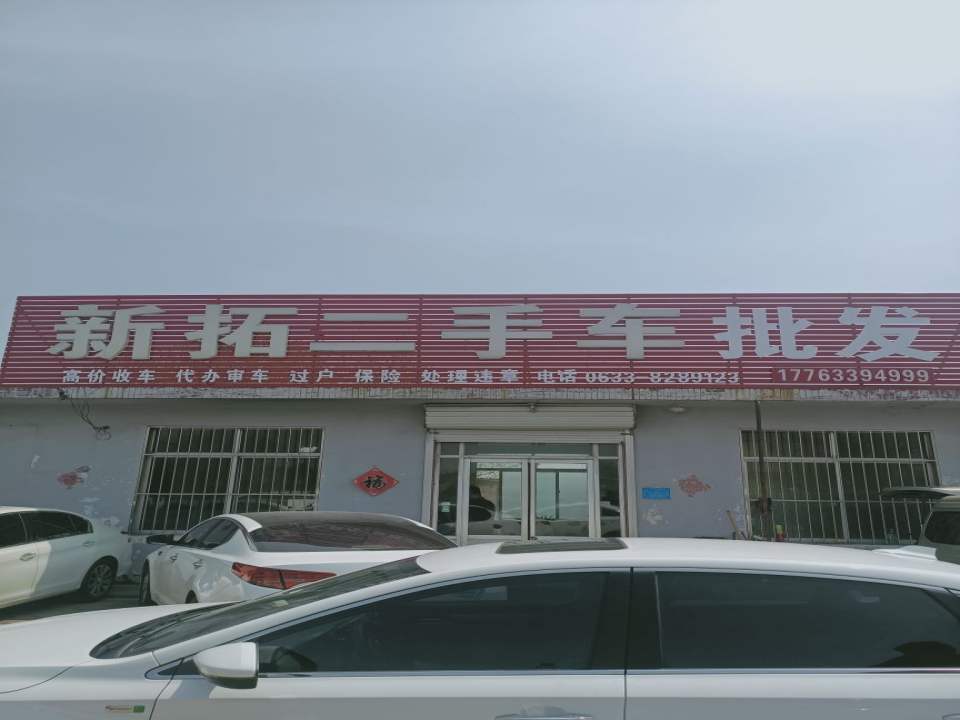 新拓二手车批发
高价收车 代办审车 过户 保险 处理违章 电话 0633-8289123 17763394999
福